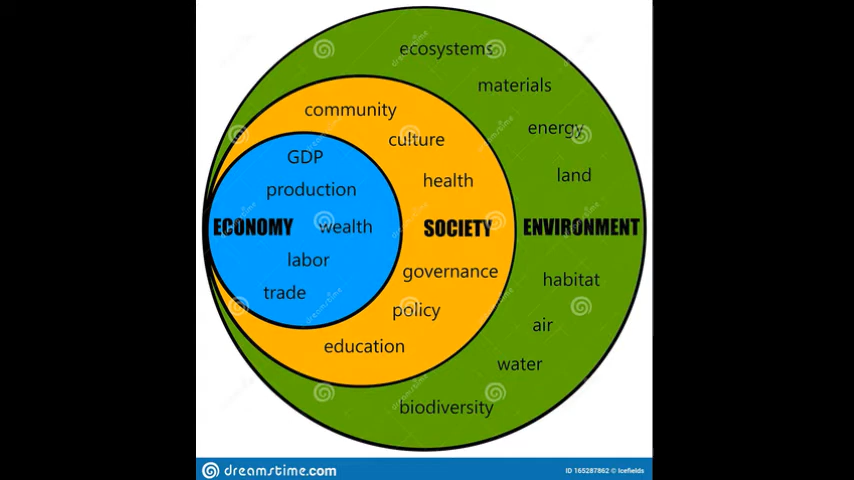 ecosystems
materials
community
energy
culture
GDP
land
health
production
ECONOMY wealth SOCIETY ENVIRONMENT
labor
governance
habitat
trade
policy
air
education
water
biodiversity
dreamstime.com
ID 165287862 © Icefields